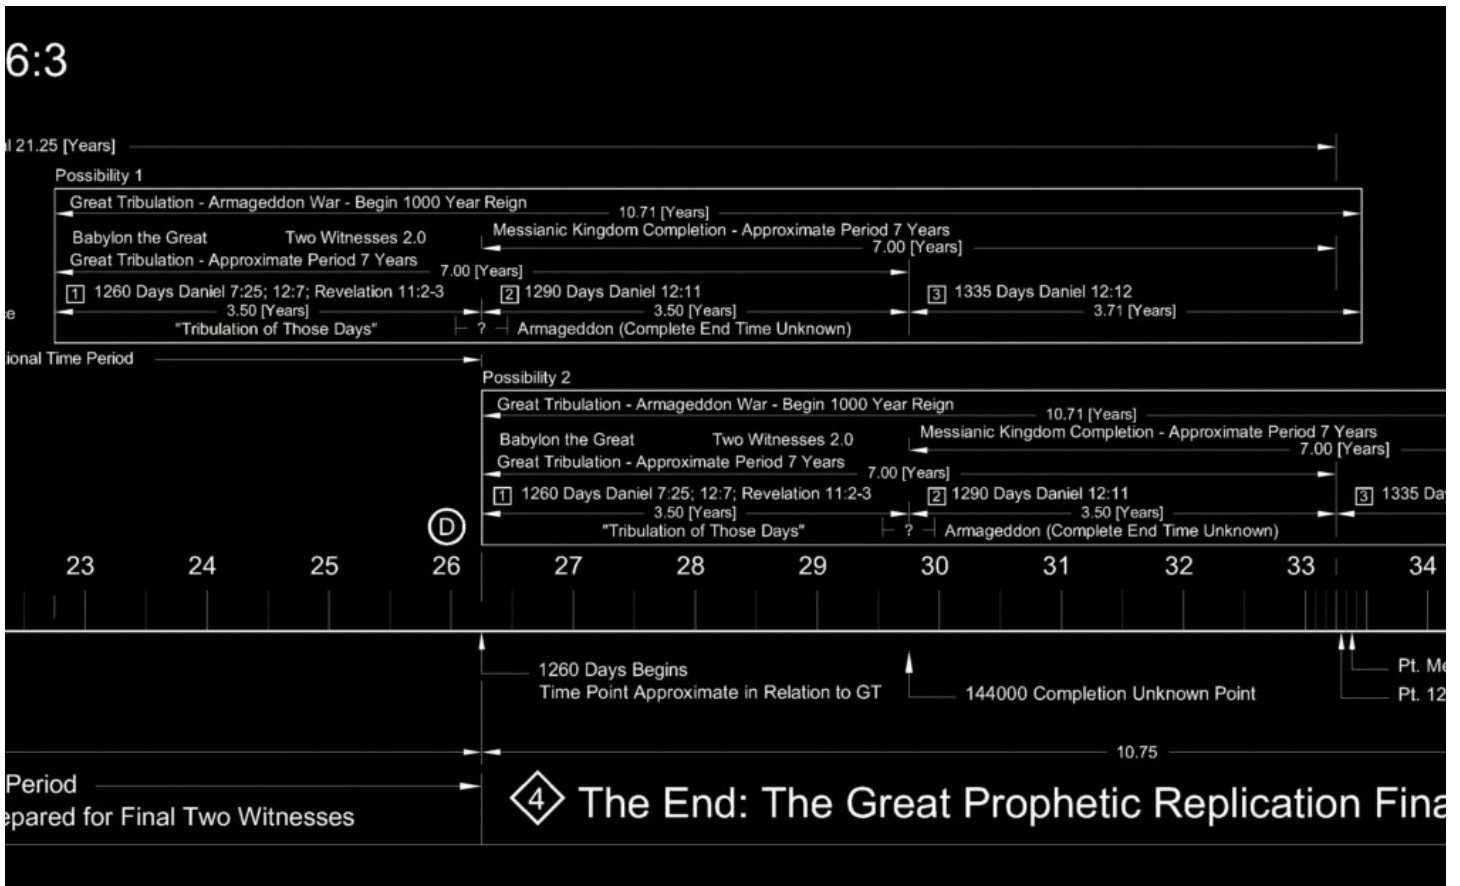 6:3
21.25 [Years]
Possibility 1
Great Tribulation - Armageddon War - Begin 1000 Year Reign
10.71 [Years]
Messianic Kingdom Completion - Approximate Period 7 Years
7.00 [Years]
Babylon the Great Two Witnesses 2.0
Great Tribulation - Approximate Period 7 Years
7.00 [Years]
1 1260 Days Daniel 7:25; 12:7; Revelation 11:2-3
2 1290 Days Daniel 12:11
3 1335 Days Daniel 12:12
3.50 [Years]
3.50 [Years]
3.71 [Years]
"Tribulation of Those Days"
?
Armageddon (Complete End Time Unknown)
ional Time Period
Possibility 2
Great Tribulation - Armageddon War - Begin 1000 Year Reign
10.71 [Years]
Messianic Kingdom Completion - Approximate Period 7 Years
7.00 [Years]
Babylon the Great Two Witnesses 2.0
Great Tribulation - Approximate Period 7 Years
7.00 [Years]
1 1260 Days Daniel 7:25; 12:7; Revelation 11:2-3
2 1290 Days Daniel 12:11
3 1335 Da
3.50 [Years]
3.50 [Years]
"Tribulation of Those Days"
?
Armageddon (Complete End Time Unknown)
D
23 24 25 26 27 28 29 30 31 32 33 34
1260 Days Begins
Time Point Approximate in Relation to GT
144000 Completion Unknown Point
Pt. Me
Pt. 12
10.75
Period
epared for Final Two Witnesses
4 The End: The Great Prophetic Replication Fina